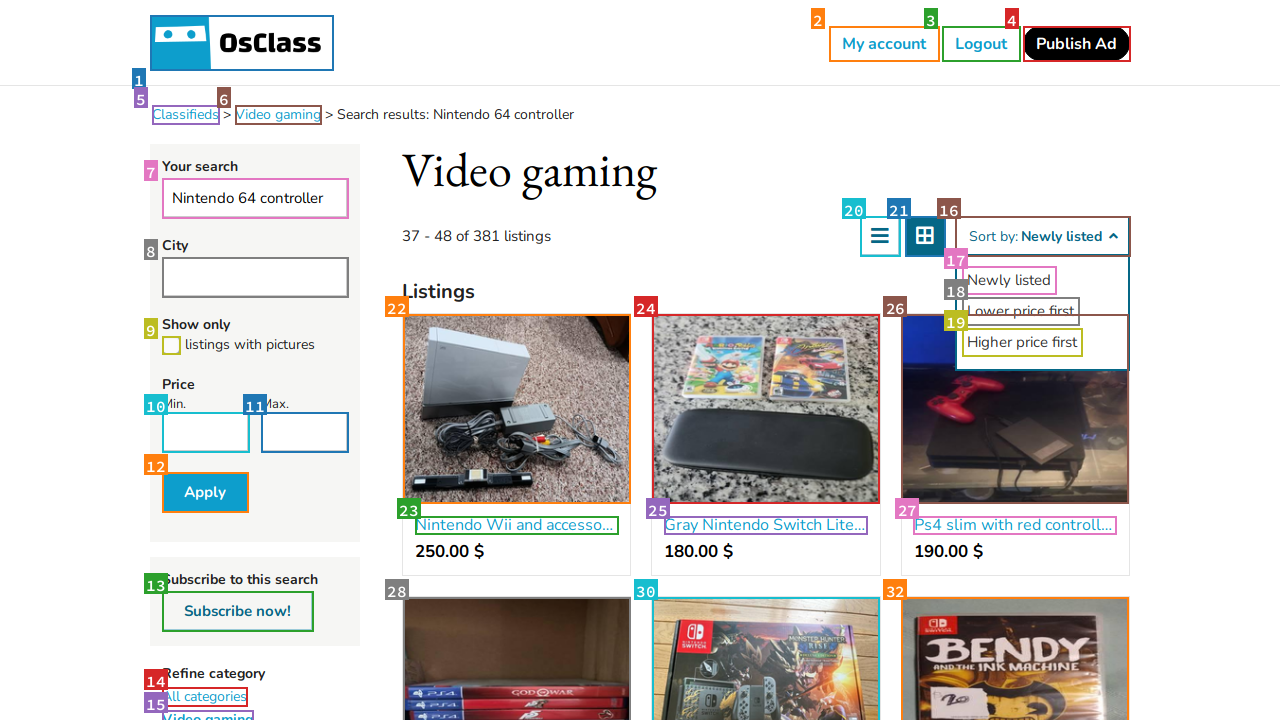 OsClass
My account
Logout
Publish Ad
Classifieds > Video gaming > Search results: Nintendo 64 controller
Your search
Nintendo 64 controller
City
Show only
listings with pictures
Price
Min.
Max.
Apply
Subscribe to this search
Subscribe now!
Refine category
All categories
Video gaming
Video gaming
37 - 48 of 381 listings
Sort by: Newly listed
Newly listed
Lower price first
Higher price first
Listings
Nintendo Wii and accesso...
250.00 $
Gray Nintendo Switch Lite...
180.00 $
Ps4 slim with red controll...
190.00 $
PS4 GOD OF WAR
MONSTER HUNTER
RISE
BENDY
AND THE INK MACHINE
20
1
2
3
4
5
6
7
8
9
10
11
12
13
14
15
16
17
18
19
20
21
22
23
24
25
26
27
28
30
32